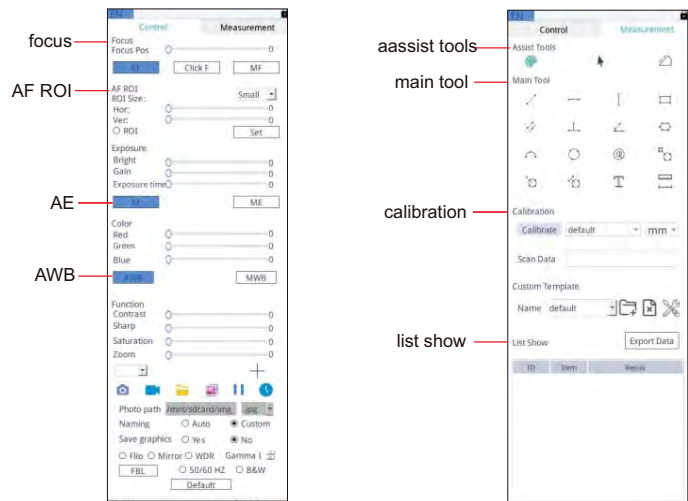 EN
Control Measurement
focus
Focus
Focus Pos 0
AF Click F MF
AF ROI
AF ROI
ROI Size: Small
Hor: 0
Ver: 0
ROI Set
Exposure
Bright 0
Gain 0
Exposure time 0
AE
AE ME
Color
Red 0
Green 0
Blue 0
AWB
AWB MWB
Function
Contrast 0
Sharp 0
Saturation 0
Zoom 0
Photo path /mnt/sdcard/img .jpg
Naming Auto Custom
Save graphics Yes No
Flip Mirror WDR Gamma 1
FBL 50/60 HZ B&W
Default
EN
Control Measurement
aassist tools
Assist Tools
main tool
Main Tool
T
calibration
Calibration
Calibrate default mm
Scan Data
Custom Template
Name default
list show
List Show Export Data
ID Item Result